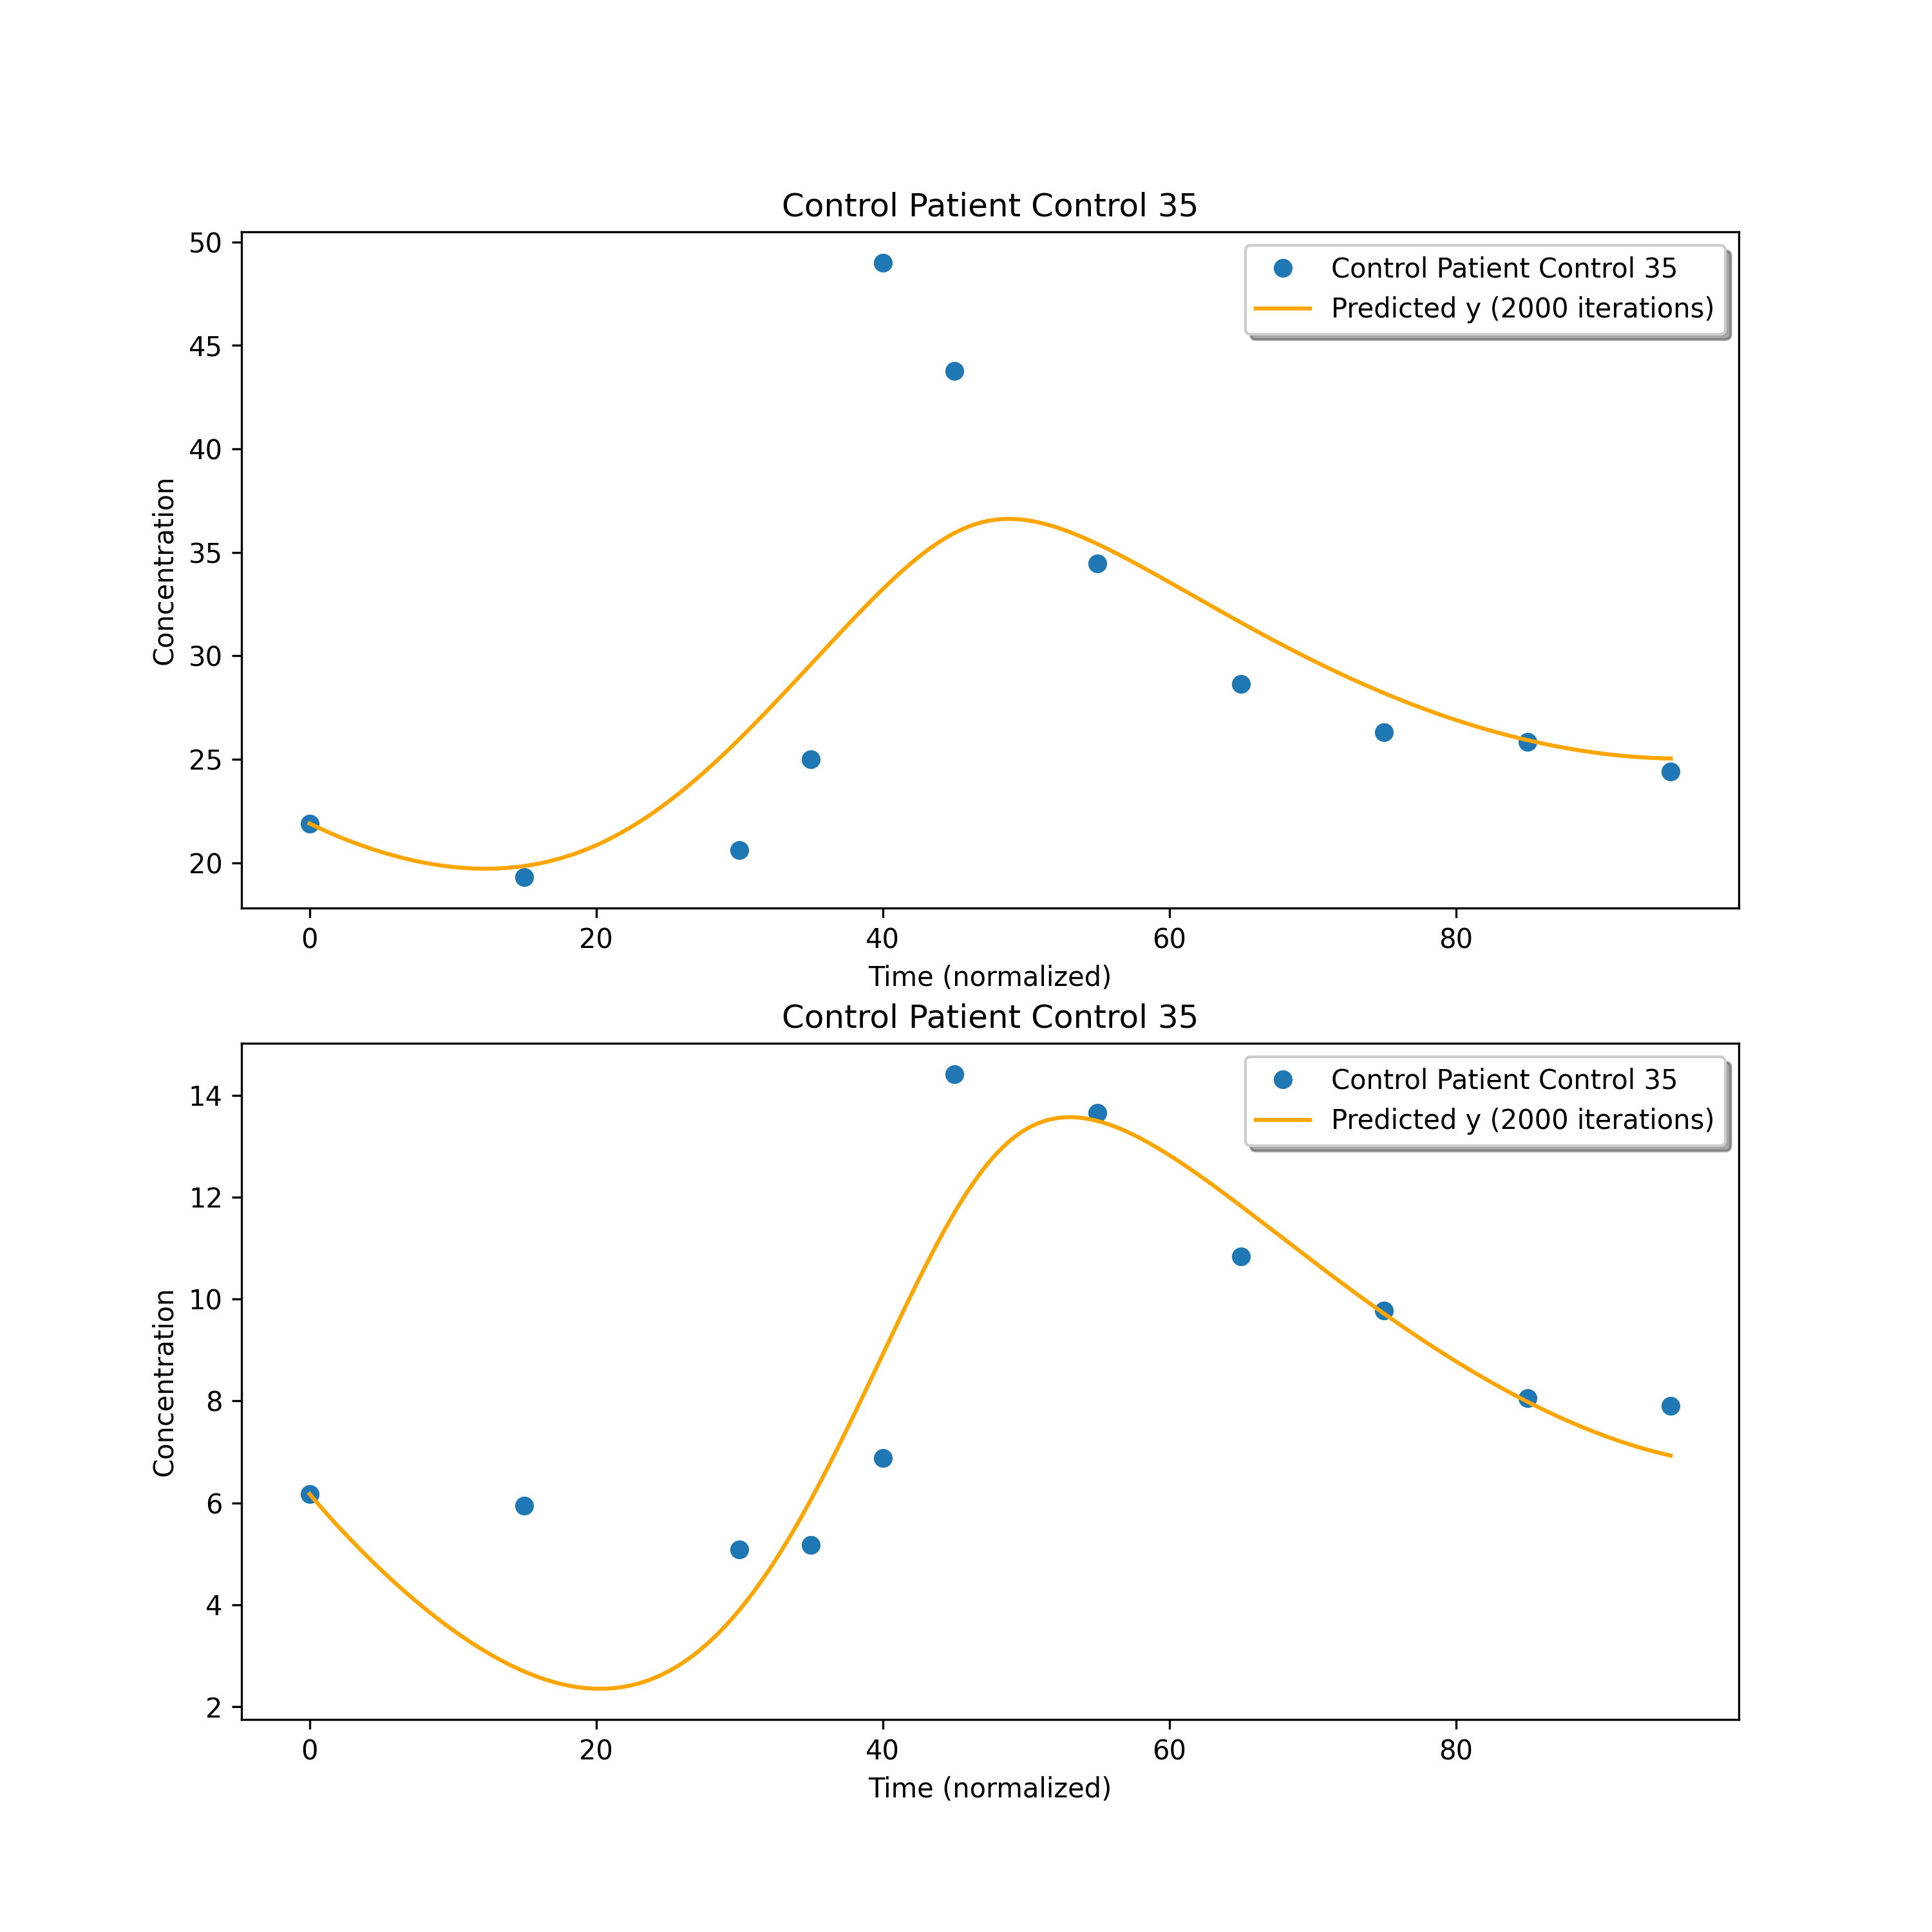 Control Patient Control 35
50
45
40
35
30
25
20
Concentration
Control Patient Control 35
Predicted y (2000 iterations)
0 20 40 60 80
Time (normalized)
Control Patient Control 35
14
12
10
8
6
4
2
Concentration
Control Patient Control 35
Predicted y (2000 iterations)
0 20 40 60 80
Time (normalized)